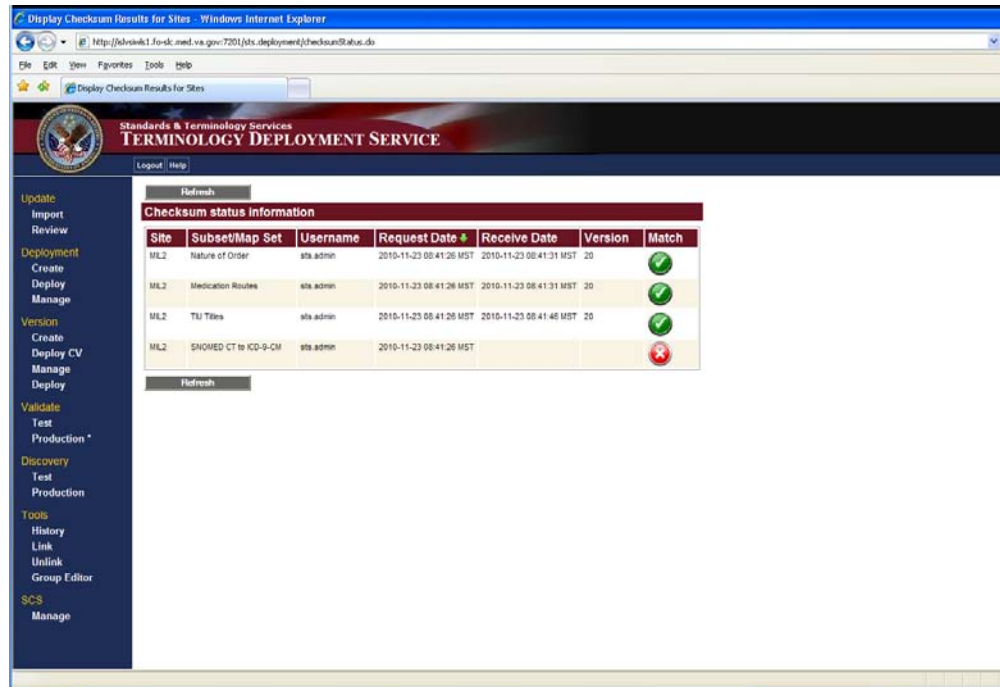 Display Checksum Results for Sites - Windows Internet Explorer
http://islvsiwls1.fo-slc.med.va.gov:7201/sts.deployment/checksumStatus.do
File Edit View Favorites Tools Help
Display Checksum Results for Sites
Standards & Terminology Services
TERMINOLOGY DEPLOYMENT SERVICE
Logout Help
Update
Import
Review
Deployment
Create
Deploy
Manage
Version
Create
Deploy CV
Manage
Deploy
Validate
Test
Production *
Discovery
Test
Production
Tools
History
Link
Unlink
Group Editor
SCS
Manage
Refresh
Checksum status information
Site Subset/Map Set Username Request Date Receive Date Version Match
MIL2 Nature of Order sts.admin 2010-11-23 08:41:26 MST 2010-11-23 08:41:31 MST 20
MIL2 Medication Routes sts.admin 2010-11-23 08:41:26 MST 2010-11-23 08:41:31 MST 20
MIL2 TIU Titles sts.admin 2010-11-23 08:41:26 MST 2010-11-23 08:41:46 MST 20
MIL2 SNOMED CT to ICD-9-CM sts.admin 2010-11-23 08:41:26 MST
Refresh